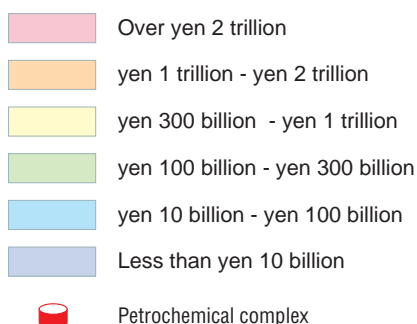 Over yen 2 trillion
yen 1 trillion - yen 2 trillion
yen 300 billion - yen 1 trillion
yen 100 billion - yen 300 billion
yen 10 billion - yen 100 billion
Less than yen 10 billion
Petrochemical complex